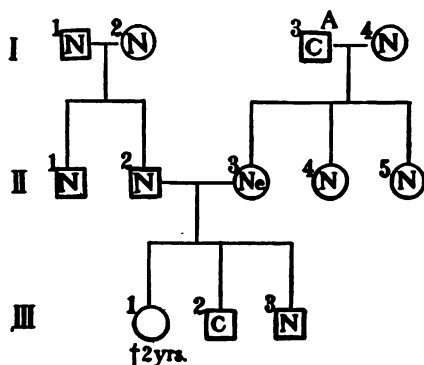 I 1 N 2 N 3 C A 4 N
II 1 N 2 N 3 Ne 4 N 5 N
III 1 2 C 3 N
†2yrs.